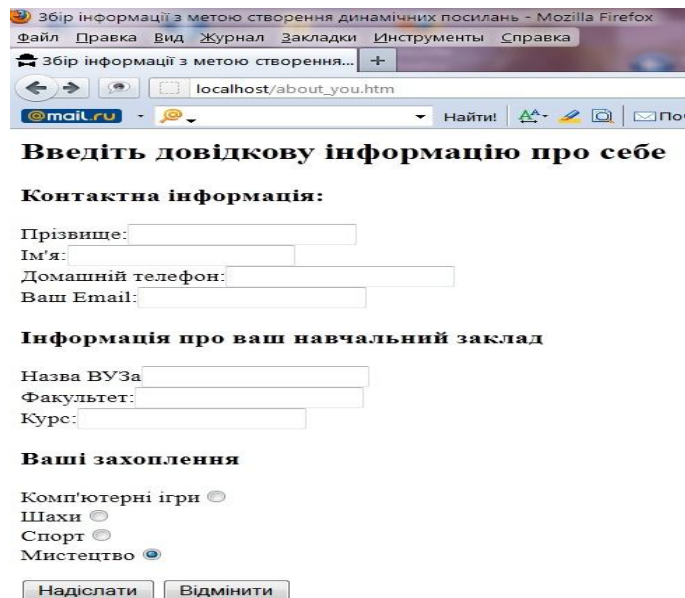 Збір інформації з метою створення динамічних посилань - Mozilla Firefox
Файл Правка Вид Журнал Закладки Инструменты Справка
Збір інформації з метою створення... +
localhost/about_you.htm
@mail.ru Найти!
Введіть довідкову інформацію про себе
Контактна інформація:
Прізвище:
Ім'я:
Домашній телефон:
Ваш Email:
Інформація про ваш навчальний заклад
Назва ВУЗа
Факультет:
Курс:
Ваші захоплення
Комп'ютерні ігри
Шахи
Спорт
Мистецтво
Надіслати Відмінити